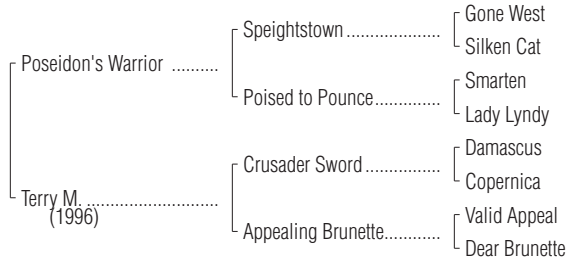 Gone West
Speightstown ....................
Silken Cat
Poseidon's Warrior ..........
Smarten
Poised to Pounce..............
Lady Lyndy
Damascus
Crusader Sword ................
Copernica
Terry M. ............................
(1996)
Valid Appeal
Appealing Brunette............
Dear Brunette